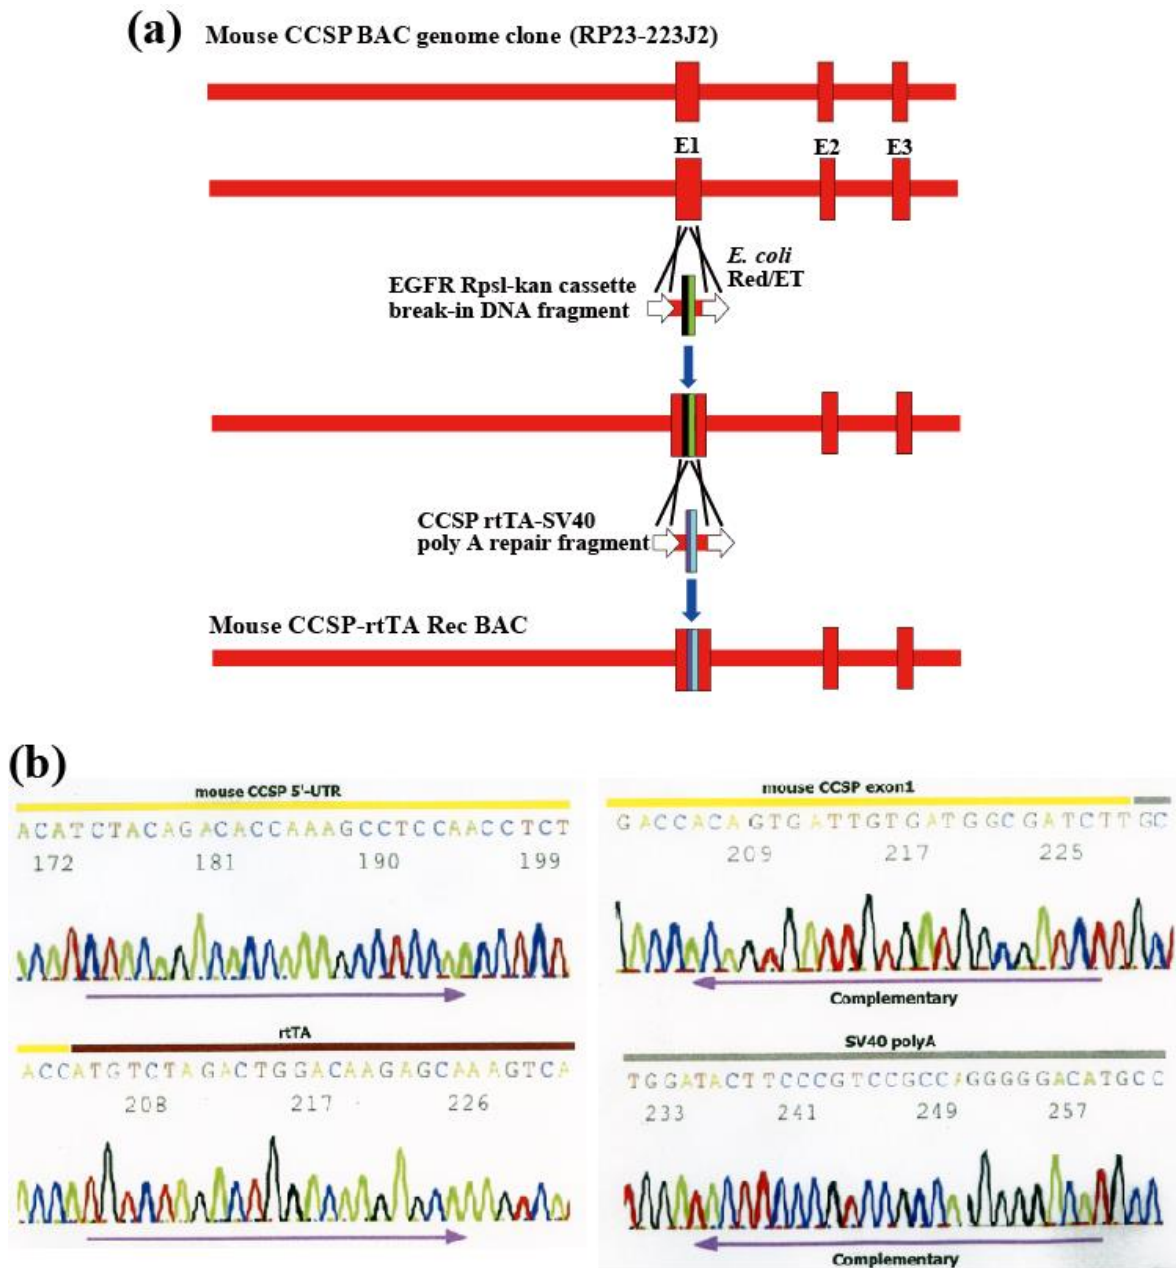 (a) Mouse CCSP BAC genome clone (RP23-223J2)
E1 E2 E3
E. coli
Red/ET
EGFR Rpsl-kan cassette
break-in DNA fragment
CCSP rtTA-SV40
poly A repair fragment
Mouse CCSP-rtTA Rec BAC
(b)
mouse CCSP 5'-UTR
ACATCTACAGACACCAAAGCCTCCAACCTCT
172 181 190 199
rtTA
ACCATGTCTAGACTGGACAAGAGCAAAGTCA
208 217 226
mouse CCSP exon1
GACCACAGTGATTGTGATGGCGATCTTGC
209 217 225
Complementary
SV40 polyA
TGGATACTTCCCGTCCGCCAGGGGGACATGCC
233 241 249 257
Complementary